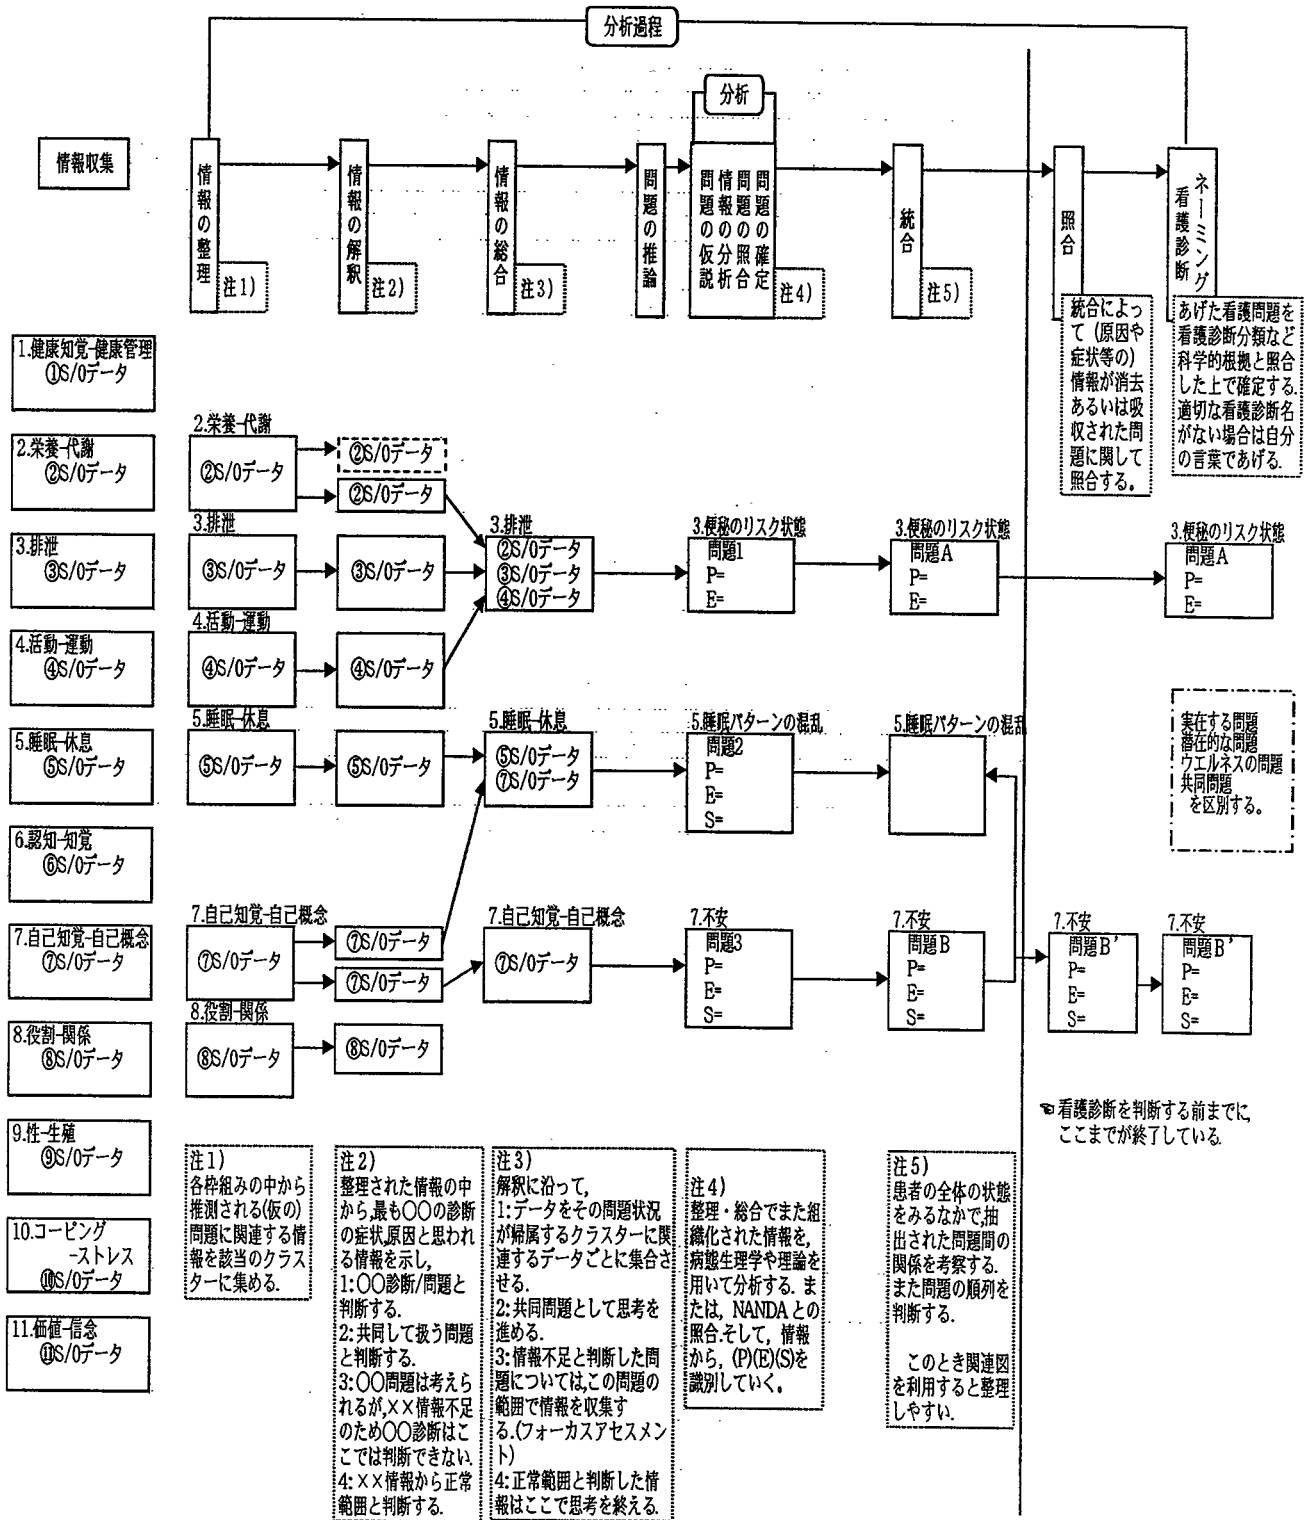 分析過程
分析
情報収集
情報の整理
注1)
情報の解釈
注2)
情報の総合
注3)
問題の推論
問題の確定
問題の照合
情報の分析
問題の仮説
注4)
統合
注5)
照合
ネーミング
看護診断
統合によっ
て（原因や
症状等の）
情報が消去
あるいは吸
収された問
題に関して
照合する。
あげた看護問題を
看護診断分類など
科学的根拠と照合
した上で確定する.
適切な看護診断名
がない場合は自分
の言葉であげる.
1.健康知覚-健康管理
①S/Oデータ
2.栄養-代謝
②S/Oデータ
3.排泄
③S/Oデータ
4.活動-運動
④S/Oデータ
5.睡眠-休息
⑤S/Oデータ
6.認知-知覚
⑥S/Oデータ
7.自己知覚-自己概念
⑦S/Oデータ
8.役割-関係
⑧S/Oデータ
9.性-生殖
⑨S/Oデータ
10.コーピング
-ストレス
⑩S/Oデータ
11.価値-信念
⑪S/Oデータ
2.栄養-代謝
②S/Oデータ
②S/Oデータ
②S/Oデータ
3.排泄
③S/Oデータ
③S/Oデータ
4.活動-運動
④S/Oデータ
④S/Oデータ
5.睡眠-休息
⑤S/Oデータ
⑤S/Oデータ
7.自己知覚-自己概念
⑦S/Oデータ
⑦S/Oデータ
⑦S/Oデータ
8.役割-関係
⑧S/Oデータ
⑧S/Oデータ
3.排泄
②S/Oデータ
③S/Oデータ
④S/Oデータ
5.睡眠-休息
⑤S/Oデータ
⑦S/Oデータ
7.自己知覚-自己概念
⑦S/Oデータ
3.便秘のリスク状態
問題1
P=
E=
5.睡眠パターンの混乱
問題2
P=
E=
S=
7.不安
問題3
P=
E=
S=
3.便秘のリスク状態
問題A
P=
E=
5.睡眠パターンの混乱
7.不安
問題B
P=
E=
S=
7.不安
問題B'
P=
E=
S=
3.便秘のリスク状態
問題A
P=
E=
実在する問題
潜在的な問題
ウエルネスの問題
共同問題
を区別する。
7.不安
問題B'
P=
E=
S=
☜看護診断を判断する前までに,
ここまでが終了している.
注1)
各枠組みの中から
推測される(仮の)
問題に関連する情
報を該当のクラス
ターに集める.
注2)
整理された情報の中
から,最も〇〇の診断
の症状,原因と思われ
る情報を示し,
1:〇〇診断/問題と
判断する.
2:共同して扱う問題
と判断する.
3:〇〇問題は考えら
れるが,××情報不足
のため〇〇診断はこ
こでは判断できない.
4:××情報から正常
範囲と判断する.
注3)
解釈に沿って,
1:データをその問題状況
が帰属するクラスターに関
連するデータごとに集合さ
せる.
2:共同問題として思考を
進める.
3:情報不足と判断した問
題については,この問題の
範囲で情報を収集す
る.(フォーカスアセスメン
ト)
4:正常範囲と判断した情
報はここで思考を終える.
注4)
整理・総合でまた組
織化された情報を,
病態生理学や理論を
用いて分析する. ま
たは, NANDAとの
照合.そして, 情報
から, (P)(E)(S)を
識別していく。
注5)
患者の全体の状態
をみるなかで,抽
出された問題間の
関係を考察する.
また問題の順列を
判断する.
このとき関連図
を利用すると整理
しやすい.